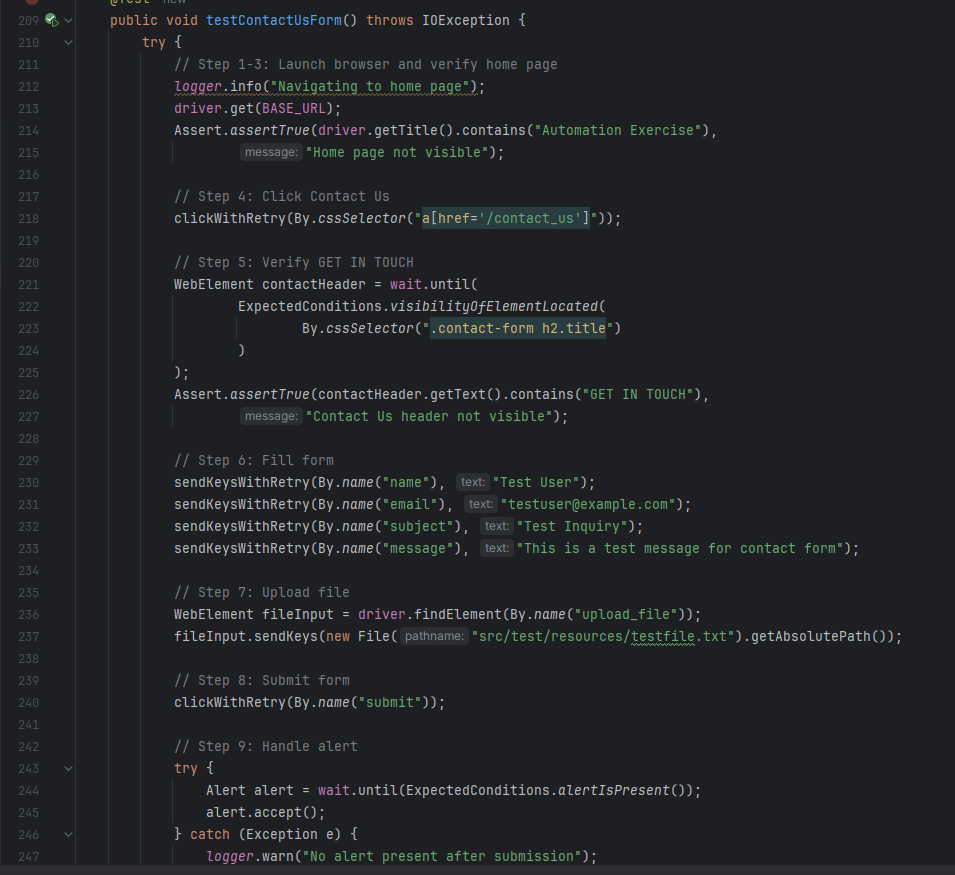 @Test new
209 public void testContactUsForm() throws IOException {
210 try {
211 // Step 1-3: Launch browser and verify home page
212 logger.info("Navigating to home page");
213 driver.get(BASE_URL);
214 Assert.assertTrue(driver.getTitle().contains("Automation Exercise"),
215 message: "Home page not visible");
216
217 // Step 4: Click Contact Us
218 clickWithRetry(By.cssSelector("a[href='/contact_us']"));
219
220 // Step 5: Verify GET IN TOUCH
221 WebElement contactHeader = wait.until(
222 ExpectedConditions.visibilityOfElementLocated(
223 By.cssSelector(".contact-form h2.title")
224 )
225 );
226 Assert.assertTrue(contactHeader.getText().contains("GET IN TOUCH"),
227 message: "Contact Us header not visible");
228
229 // Step 6: Fill form
230 sendKeysWithRetry(By.name("name"), text: "Test User");
231 sendKeysWithRetry(By.name("email"), text: "testuser@example.com");
232 sendKeysWithRetry(By.name("subject"), text: "Test Inquiry");
233 sendKeysWithRetry(By.name("message"), text: "This is a test message for contact form");
234
235 // Step 7: Upload file
236 WebElement fileInput = driver.findElement(By.name("upload_file"));
237 fileInput.sendKeys(new File( pathname: "src/test/resources/testfile.txt").getAbsolutePath());
238
239 // Step 8: Submit form
240 clickWithRetry(By.name("submit"));
241
242 // Step 9: Handle alert
243 try {
244 Alert alert = wait.until(ExpectedConditions.alertIsPresent());
245 alert.accept();
246 } catch (Exception e) {
247 logger.warn("No alert present after submission");